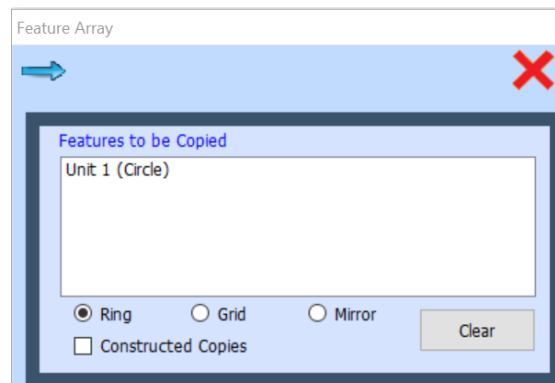 Feature Array
Features to be Copied
Unit 1 (Circle)
Ring Grid Mirror
Clear
Constructed Copies